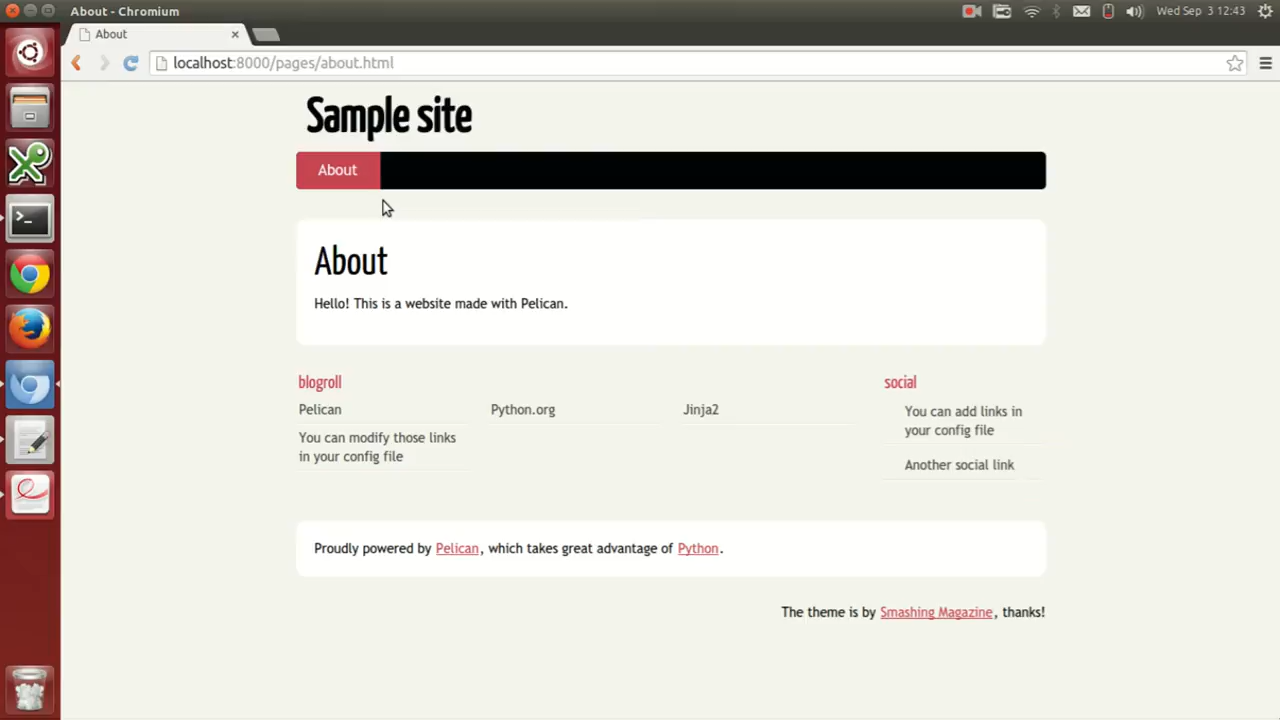 About - Chromium
Wed Sep 3 12:43
About
localhost:8000/pages/about.html
Sample site
About
About
Hello! This is a website made with Pelican.
blogroll
social
Pelican
Python.org
Jinja2
You can modify those links
in your config file
You can add links in
your config file
Another social link
Proudly powered by Pelican, which takes great advantage of Python.
The theme is by Smashing Magazine, thanks!